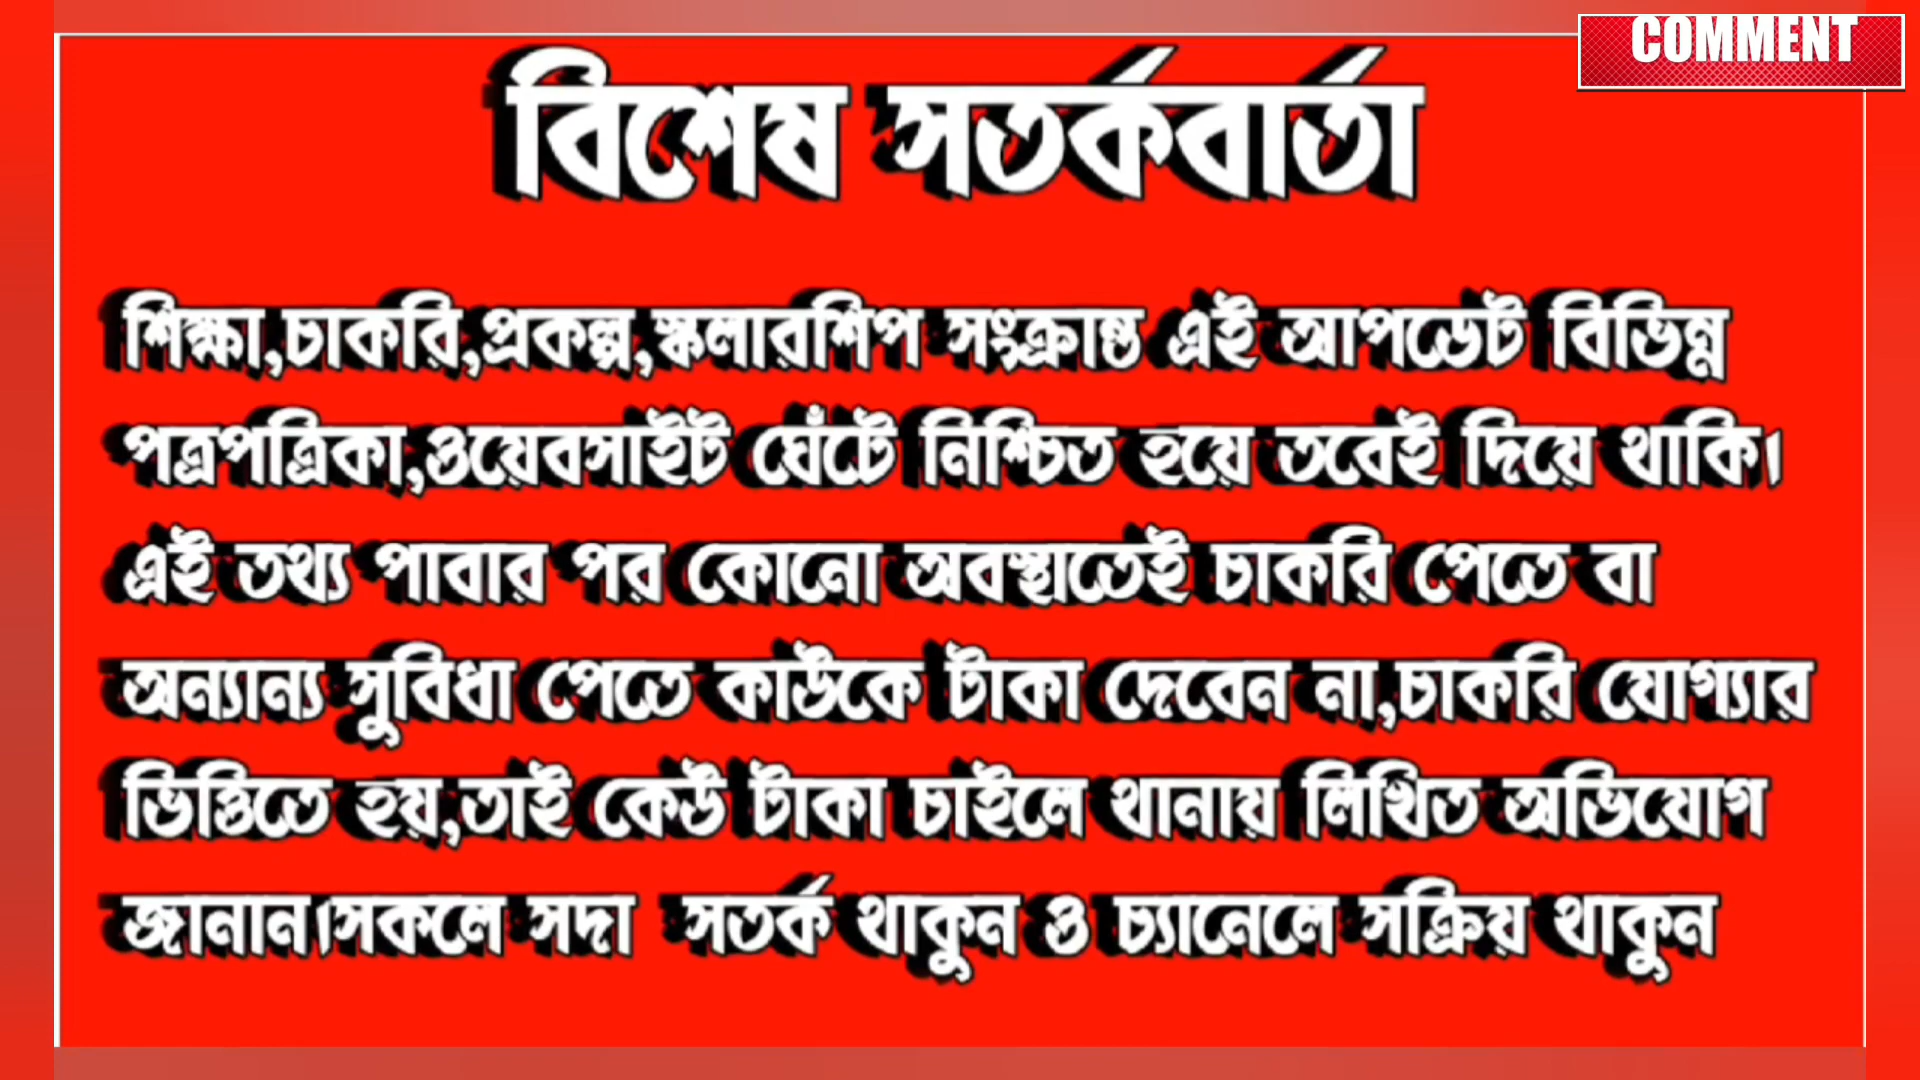 COMMENT
বিশেষ সতর্কবার্তা
শিক্ষা,চাকরি,প্রকল্প,স্কলারশিপ সংক্রান্ত এই আপডেট বিভিন্ন
পত্রপত্রিকা,ওয়েবসাইট ঘেঁটে নিশ্চিত হয়ে তবেই দিয়ে থাকি।
এই তথ্য পাবার পর কোনো অবস্থাতেই চাকরি পেতে বা
অন্যান্য সুবিধা পেতে কাউকে টাকা দেবেন না,চাকরি যোগ্যার
ভিত্তিতে হয়,তাই কেউ টাকা চাইলে থানায় লিখিত অভিযোগ
জানান।সকলে সদা সতর্ক থাকুন ও চ্যানেলে সক্রিয় থাকুন